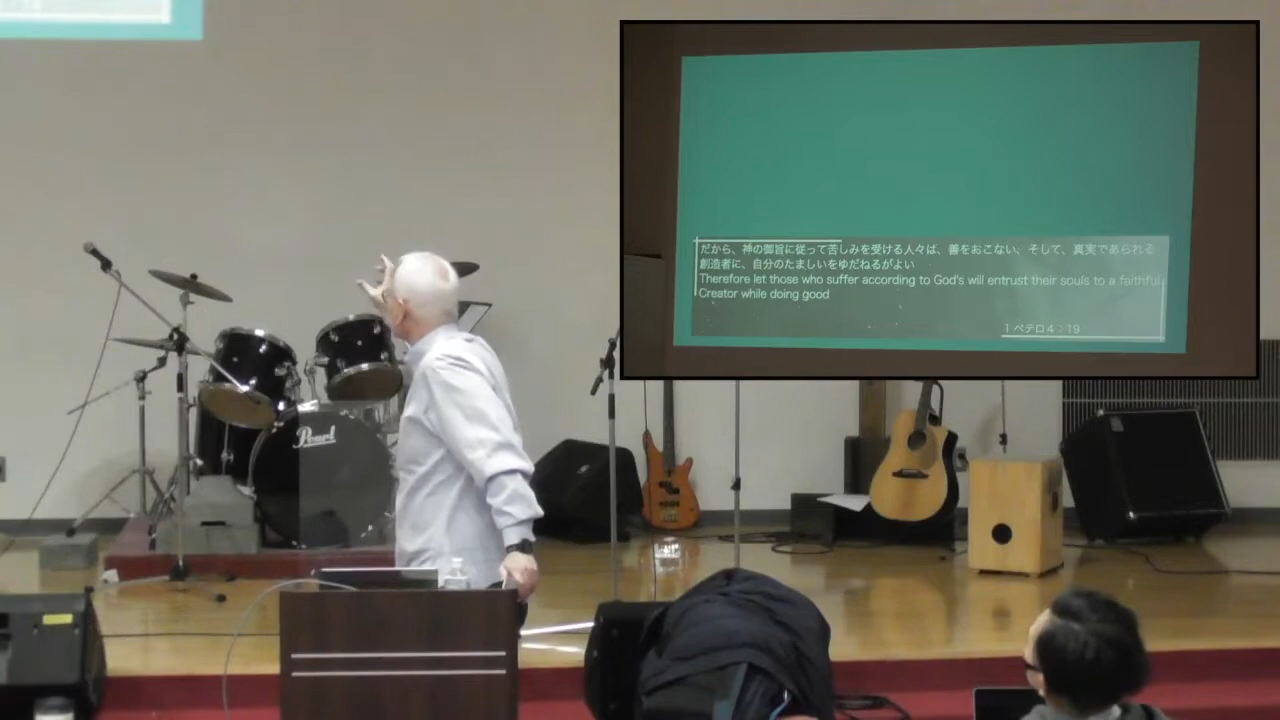 だから、神の御旨に従って苦しみを受ける人々は、善をおこない、そして、真実であられる
創造者に、自分のたましいをゆだねるがよい
Therefore let those who suffer according to God's will entrust their souls to a faithful
Creator while doing good
1 ペテロ 4：19
Pearl